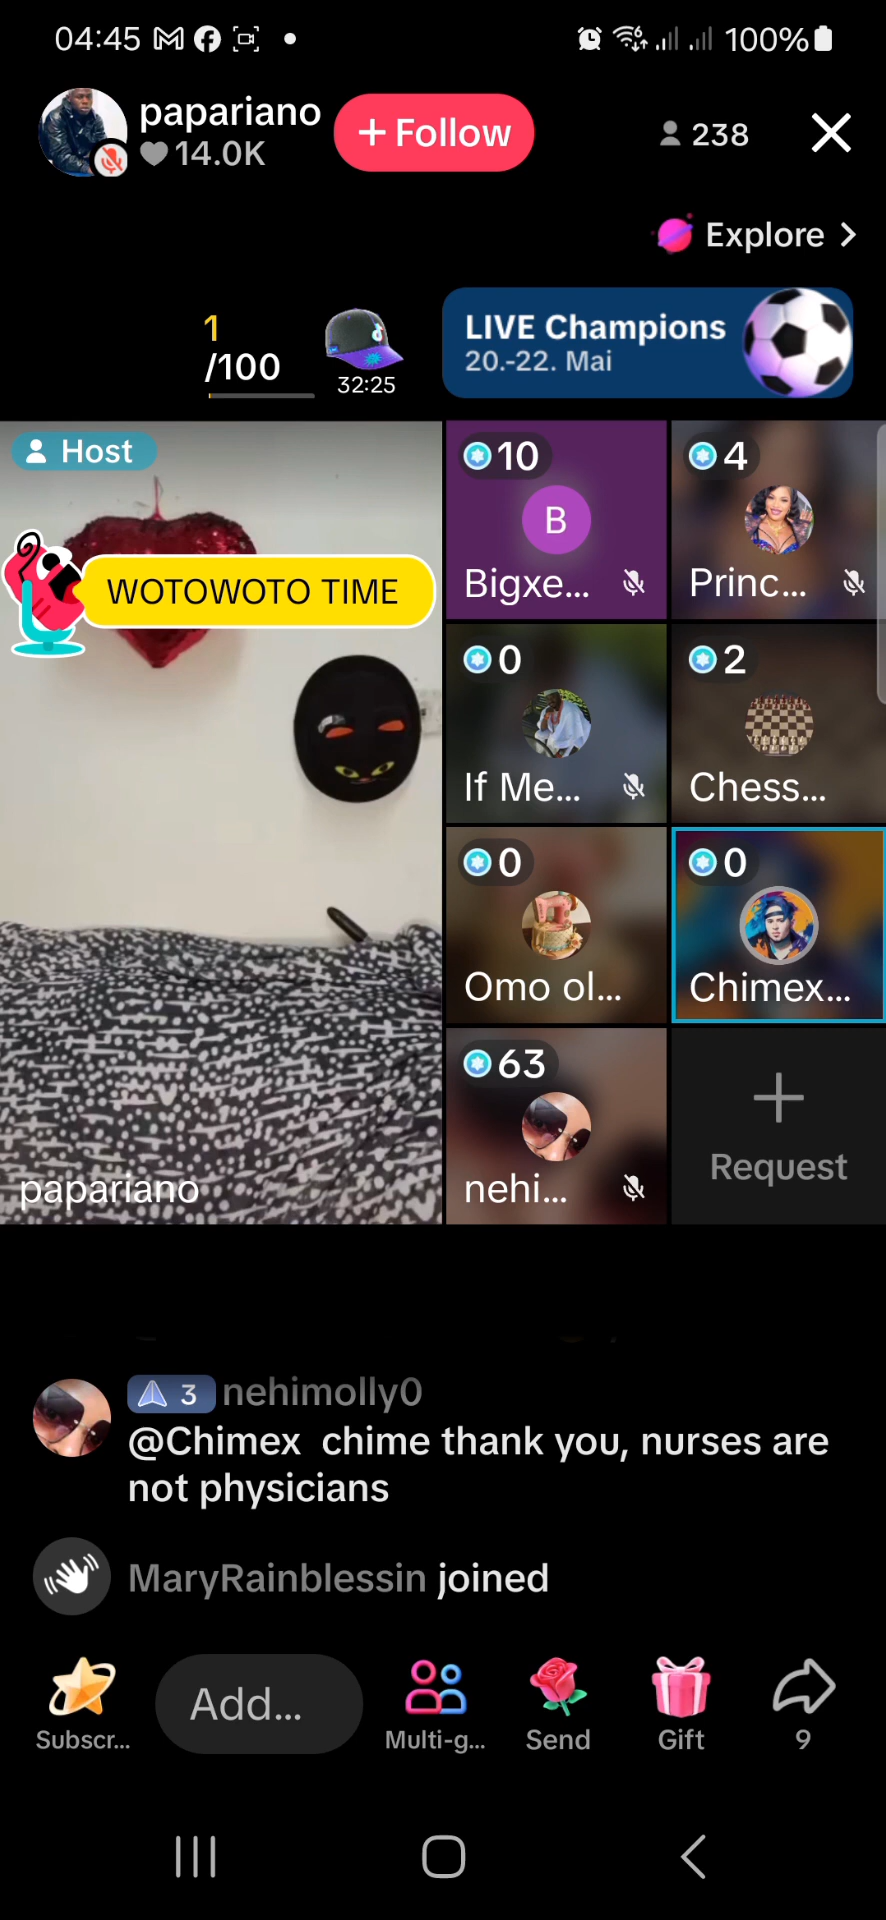 04:45
100%
papariano
14.0K
+ Follow
238
Explore
1
/100
32:25
LIVE Champions
20.-22. Mai
Host
WOTOWOTO TIME
papariano
10
B
Bigxe...
4
Princ...
0
If Me...
2
Chess...
0
Omo ol...
0
Chimex...
63
nehi...
Request
3 nehimolly0
@Chimex chime thank you, nurses are
not physicians
MaryRainblessin joined
Subscr...
Add...
Multi-g...
Send
Gift
9